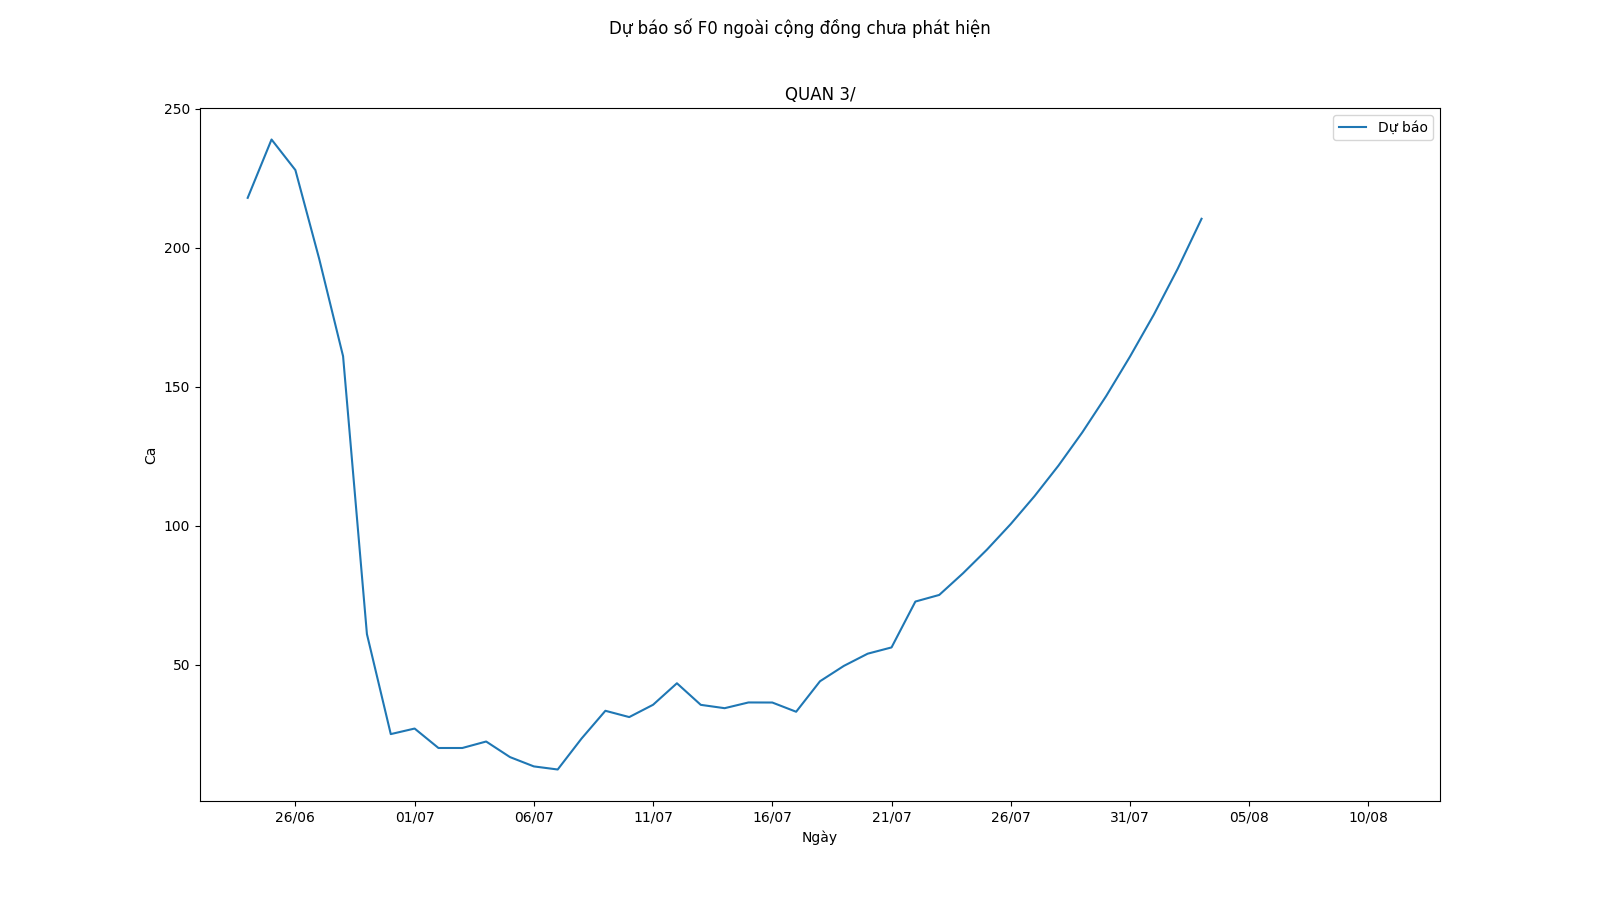 Dự báo số F0 ngoài cộng đồng chưa phát hiện
QUAN 3/
Dự báo
250
200
150
100
50
Ca
26/06 01/07 06/07 11/07 16/07 21/07 26/07 31/07 05/08 10/08
Ngày